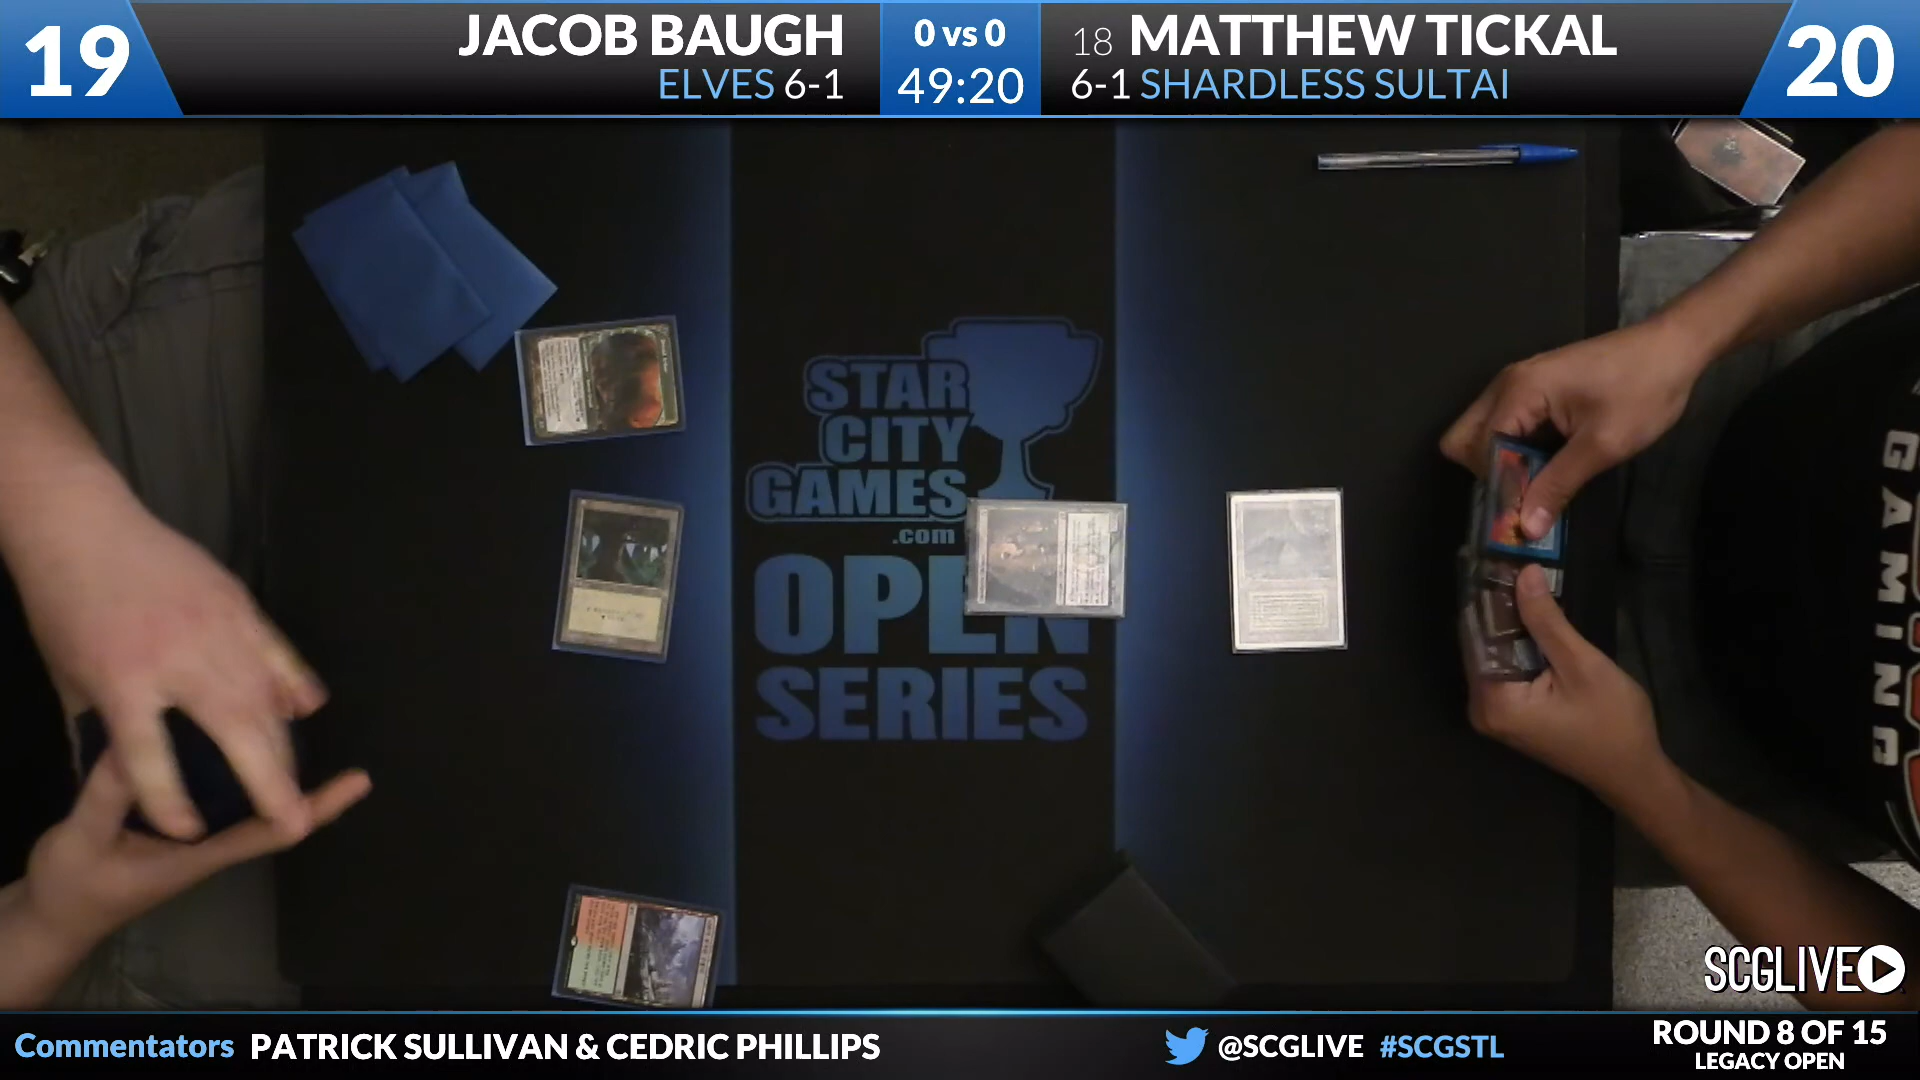 19
JACOB BAUGH
ELVES 6-1
0 vs 0
49:20
18 MATTHEW TICKAL
6-1 SHARDLESS SULTAI
20
STAR
CITY
GAMES
.com
OPEN
SERIES
GAMING
SCGLIVE
Commentators PATRICK SULLIVAN & CEDRIC PHILLIPS
@SCGLIVE #SCGSTL
ROUND 8 OF 15
LEGACY OPEN